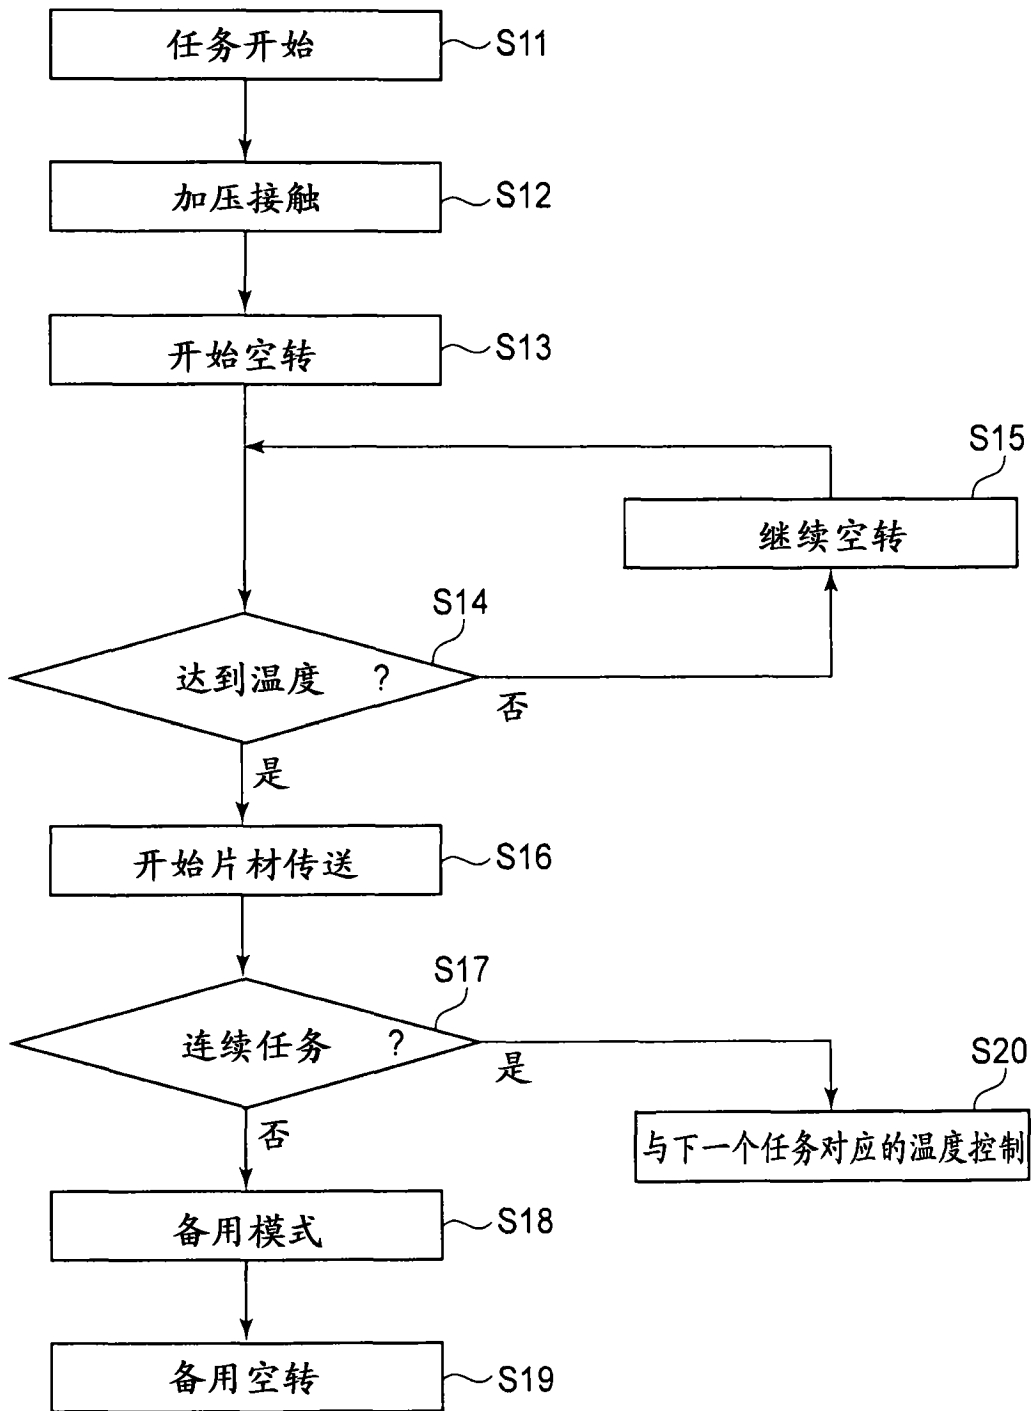 任务开始
S11
加压接触
S12
开始空转
S13
S15
继续空转
S14
达到温度 ?
否
是
开始片材传送
S16
S17
连续任务 ?
是
S20
与下一个任务对应的温度控制
否
备用模式
S18
备用空转
S19